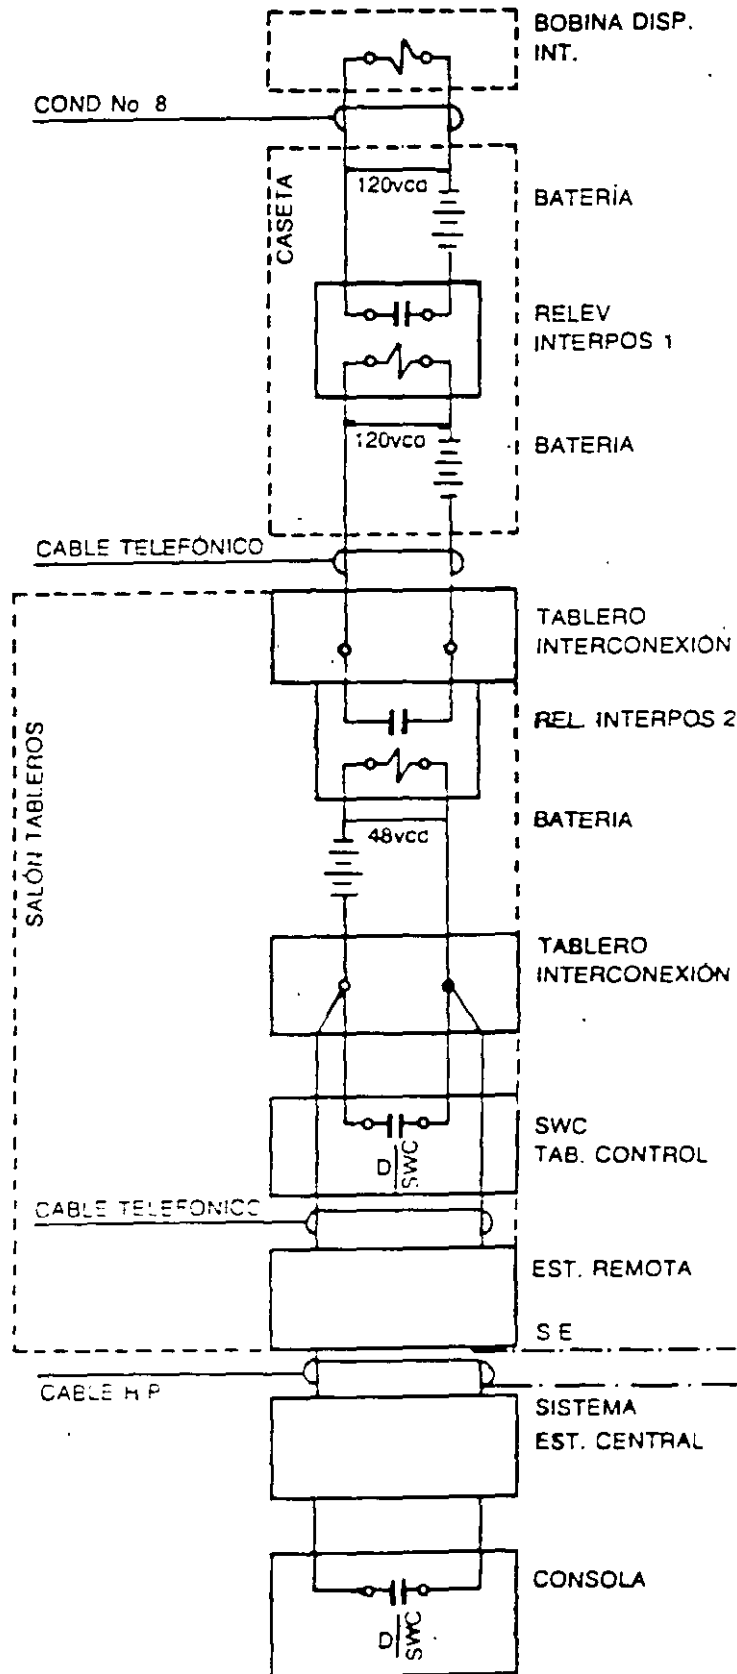 BOBINA DISP.
INT.
COND No 8
CASETA
120vcd
BATERÍA
RELEV
INTERPOS 1
120vcd
BATERIA
CABLE TELEFÓNICO
TABLERO
INTERCONEXIÓN
SALÓN TABLEROS
REL. INTERPOS 2
48vcd
BATERIA
TABLERO
INTERCONEXIÓN
D
SWC
SWC
TAB. CONTROL
CABLE TELEFONICO
EST. REMOTA
S E
CABLE H P
SISTEMA
EST. CENTRAL
CONSOLA
D
SWC